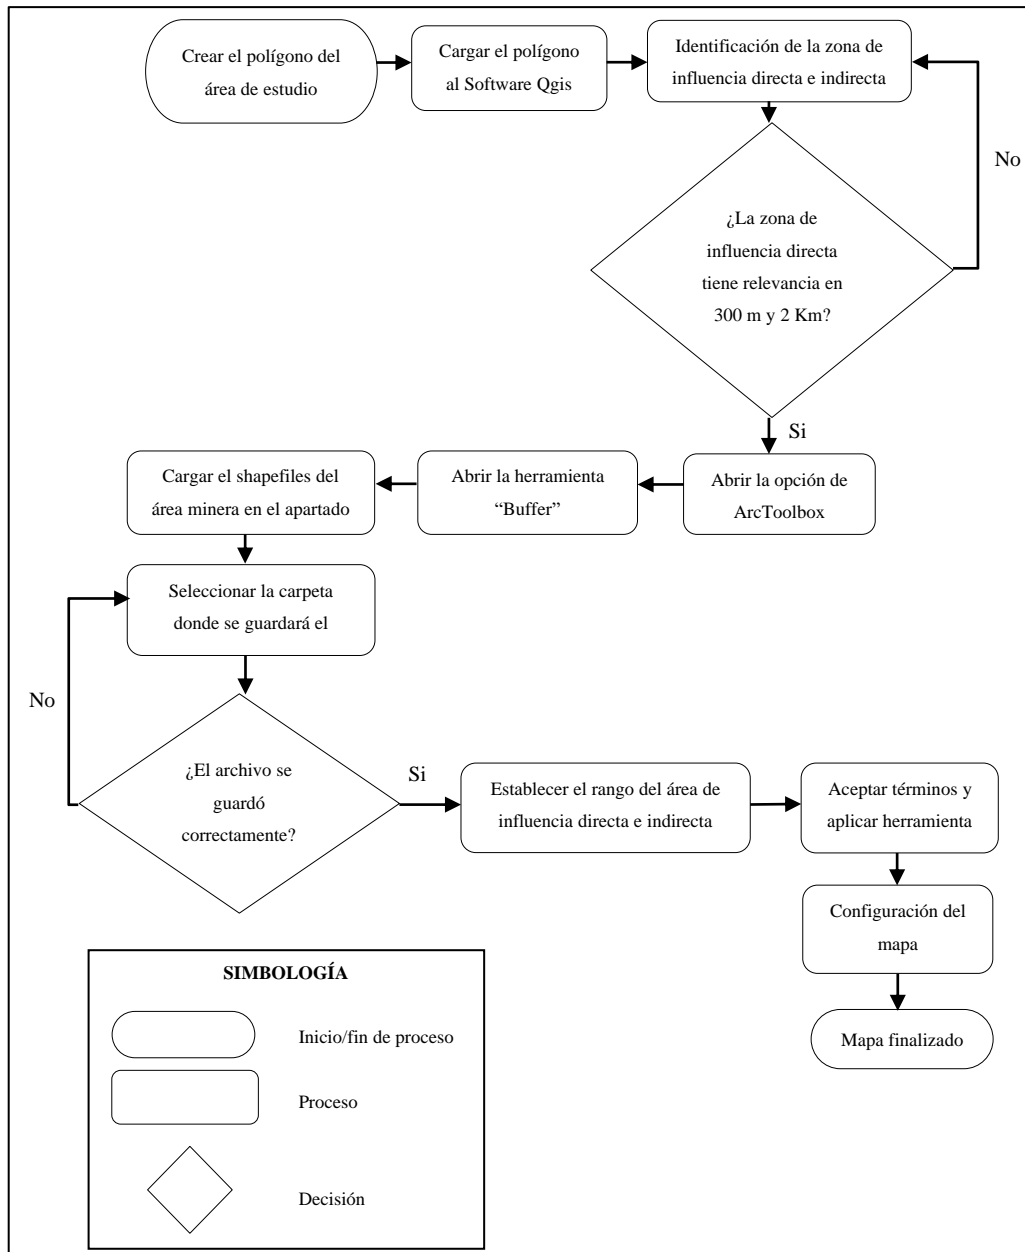 Crear el polígono del
área de estudio
Cargar el polígono
al Software Qgis
Identificación de la zona de
influencia directa e indirecta
No
¿La zona de
influencia directa
tiene relevancia en
300 m y 2 Km?
Si
Abrir la opción de
ArcToolbox
Abrir la herramienta
“Buffer”
Cargar el shapefiles del
área minera en el apartado
Seleccionar la carpeta
donde se guardará el
No
¿El archivo se
guardó
correctamente?
Si
Establecer el rango del área de
influencia directa e indirecta
Aceptar términos y
aplicar herramienta
Configuración del
mapa
Mapa finalizado
SIMBOLOGÍA
Inicio/fin de proceso
Proceso
Decisión